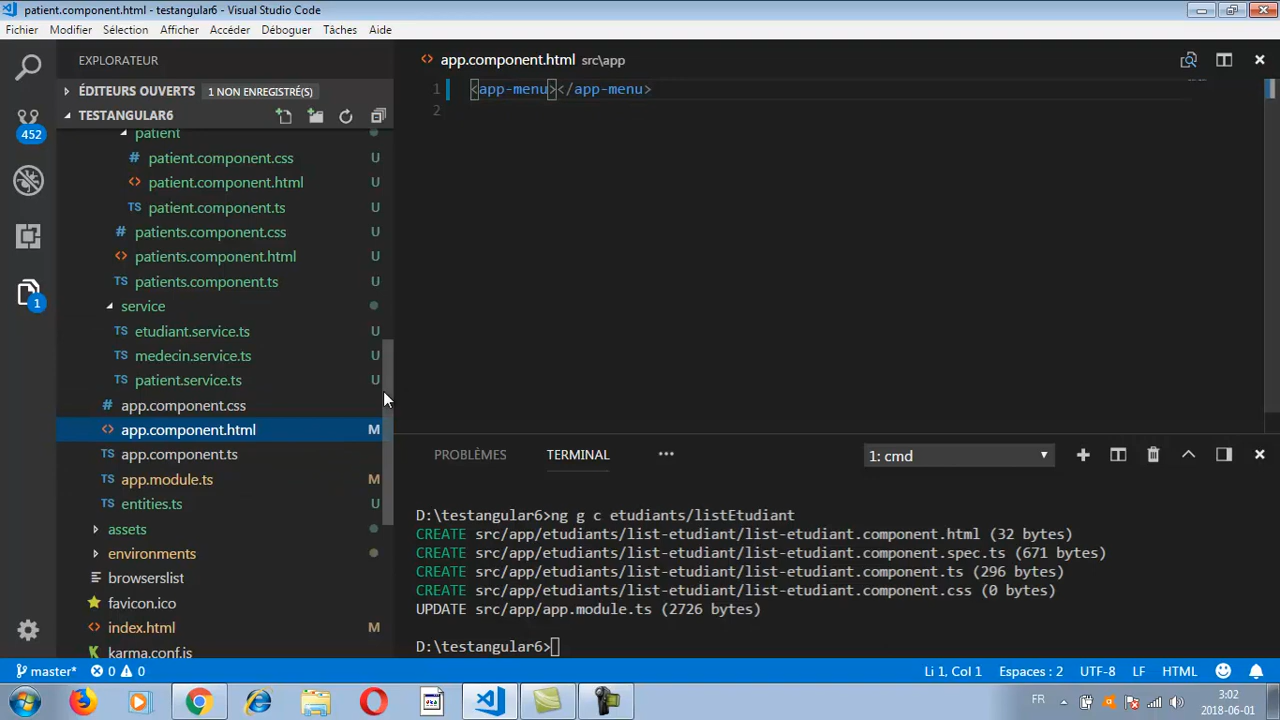 patient.component.html - testangular6 - Visual Studio Code
Fichier Modifier Sélection Afficher Accéder Déboguer Tâches Aide
EXPLORATEUR
ÉDITEURS OUVERTS 1 NON ENREGISTRÉ(S)
TESTANGULAR6
452
1
patient
# patient.component.css U
<> patient.component.html U
TS patient.component.ts U
# patients.component.css U
<> patients.component.html U
TS patients.component.ts U
service
TS etudiant.service.ts U
TS medecin.service.ts U
TS patient.service.ts U
# app.component.css
<> app.component.html M
TS app.component.ts
TS app.module.ts M
TS entities.ts U
assets
environments
browserslist
favicon.ico
<> index.html M
karma.conf.js
<> app.component.html src\app
1 <app-menu></app-menu>
2
PROBLÈMES TERMINAL ••• 1: cmd
D:\testangular6>ng g c etudiants/listEtudiant
CREATE src/app/etudiants/list-etudiant/list-etudiant.component.html (32 bytes)
CREATE src/app/etudiants/list-etudiant/list-etudiant.component.spec.ts (671 bytes)
CREATE src/app/etudiants/list-etudiant/list-etudiant.component.ts (296 bytes)
CREATE src/app/etudiants/list-etudiant/list-etudiant.component.css (0 bytes)
UPDATE src/app/app.module.ts (2726 bytes)
D:\testangular6>
master* 0 0 Li 1, Col 1 Espaces : 2 UTF-8 LF HTML
FR 3:02
2018-06-01